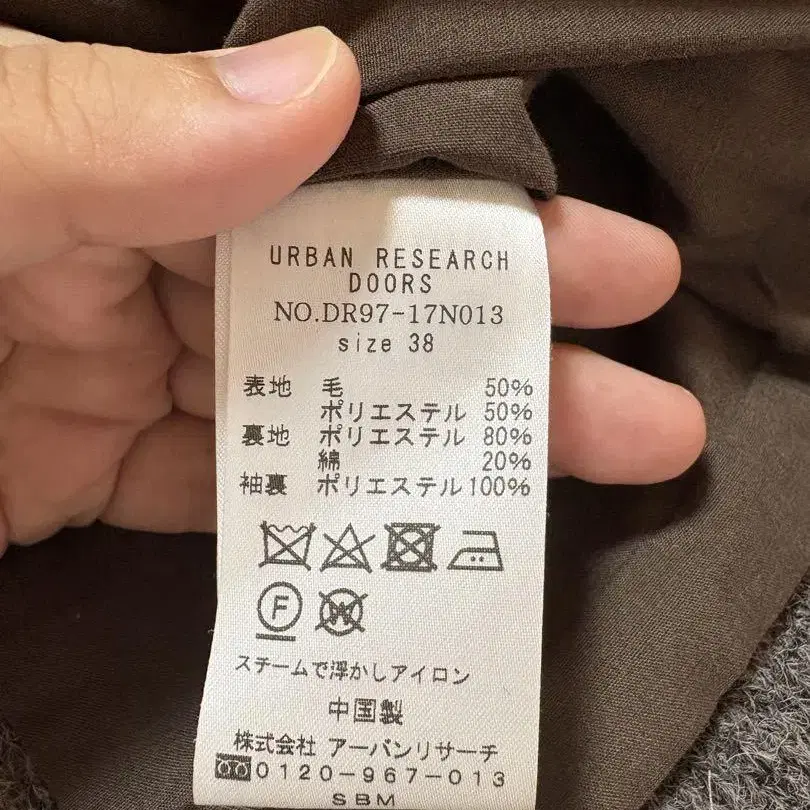 URBAN RESEARCH
DOORS
NO.DR97-17N013
size 38
表地 毛 50%
ポリエステル 50%
裏地 ポリエステル 80%
綿 20%
袖裏 ポリエステル 100%
F
W
スチームで浮かしアイロン
中国製
株式会社 アーバンリサーチ
0120-967-013
SBM